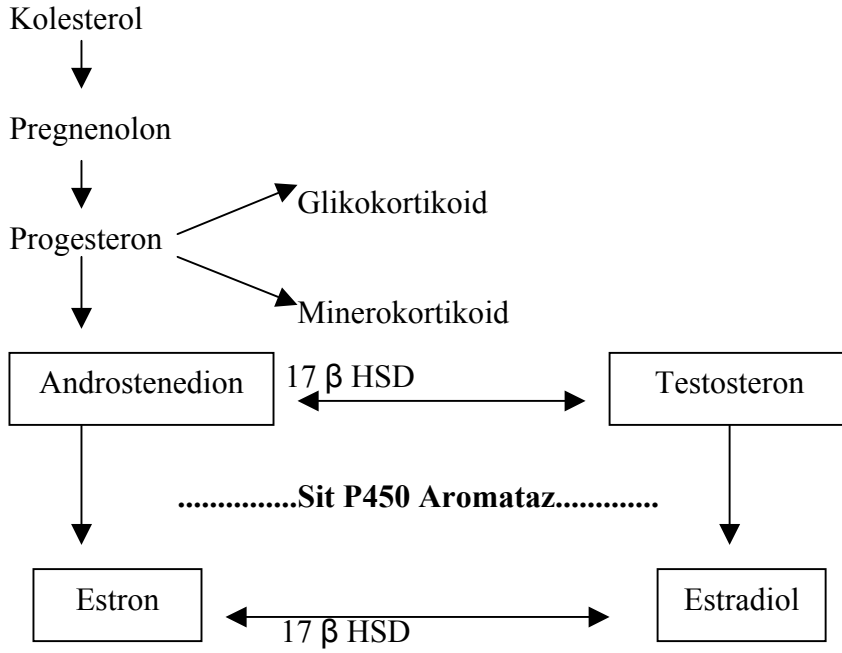 Kolesterol
Pregnenolon
Glikokortikoid
Progesteron
Minerokortikoid
Androstenedion
17 β HSD
Testosteron
...............Sit P450 Aromataz.............
Estron
Estradiol
17 β HSD